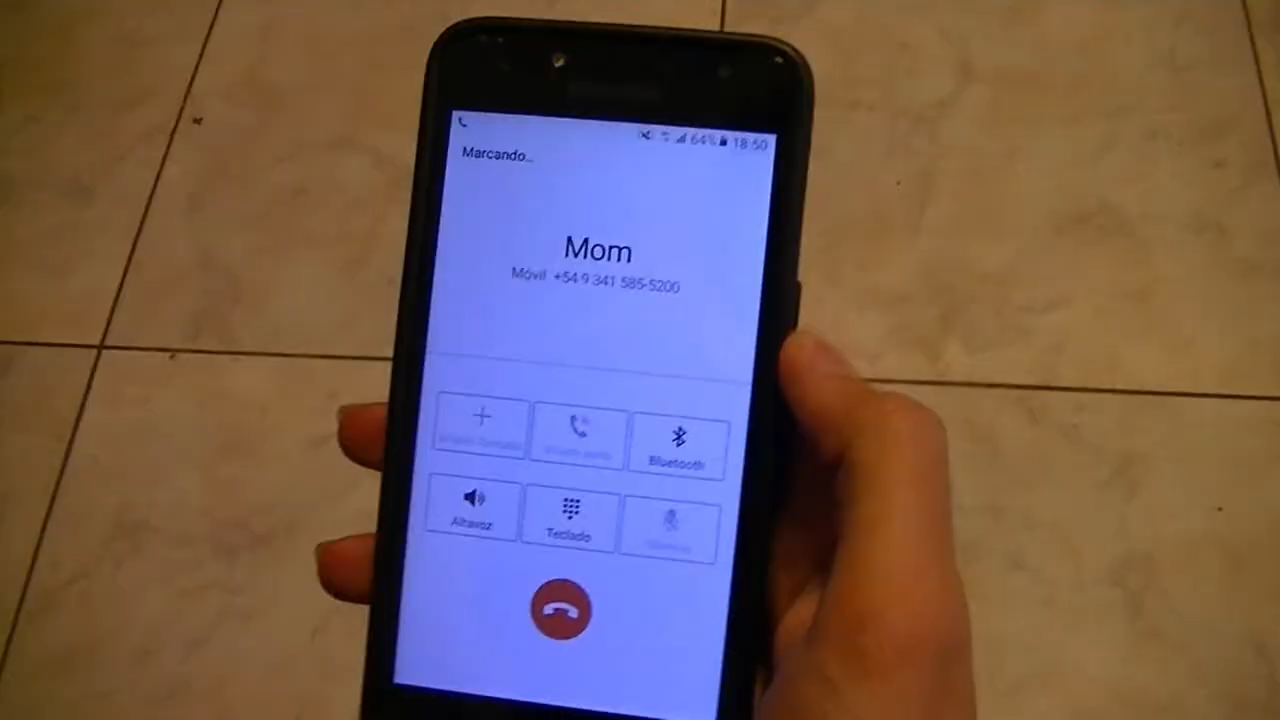 64% 18:50
Marcando...
Mom
Móvil +54 9 341 585-5200
Bluetooth
Altavoz
Teclado